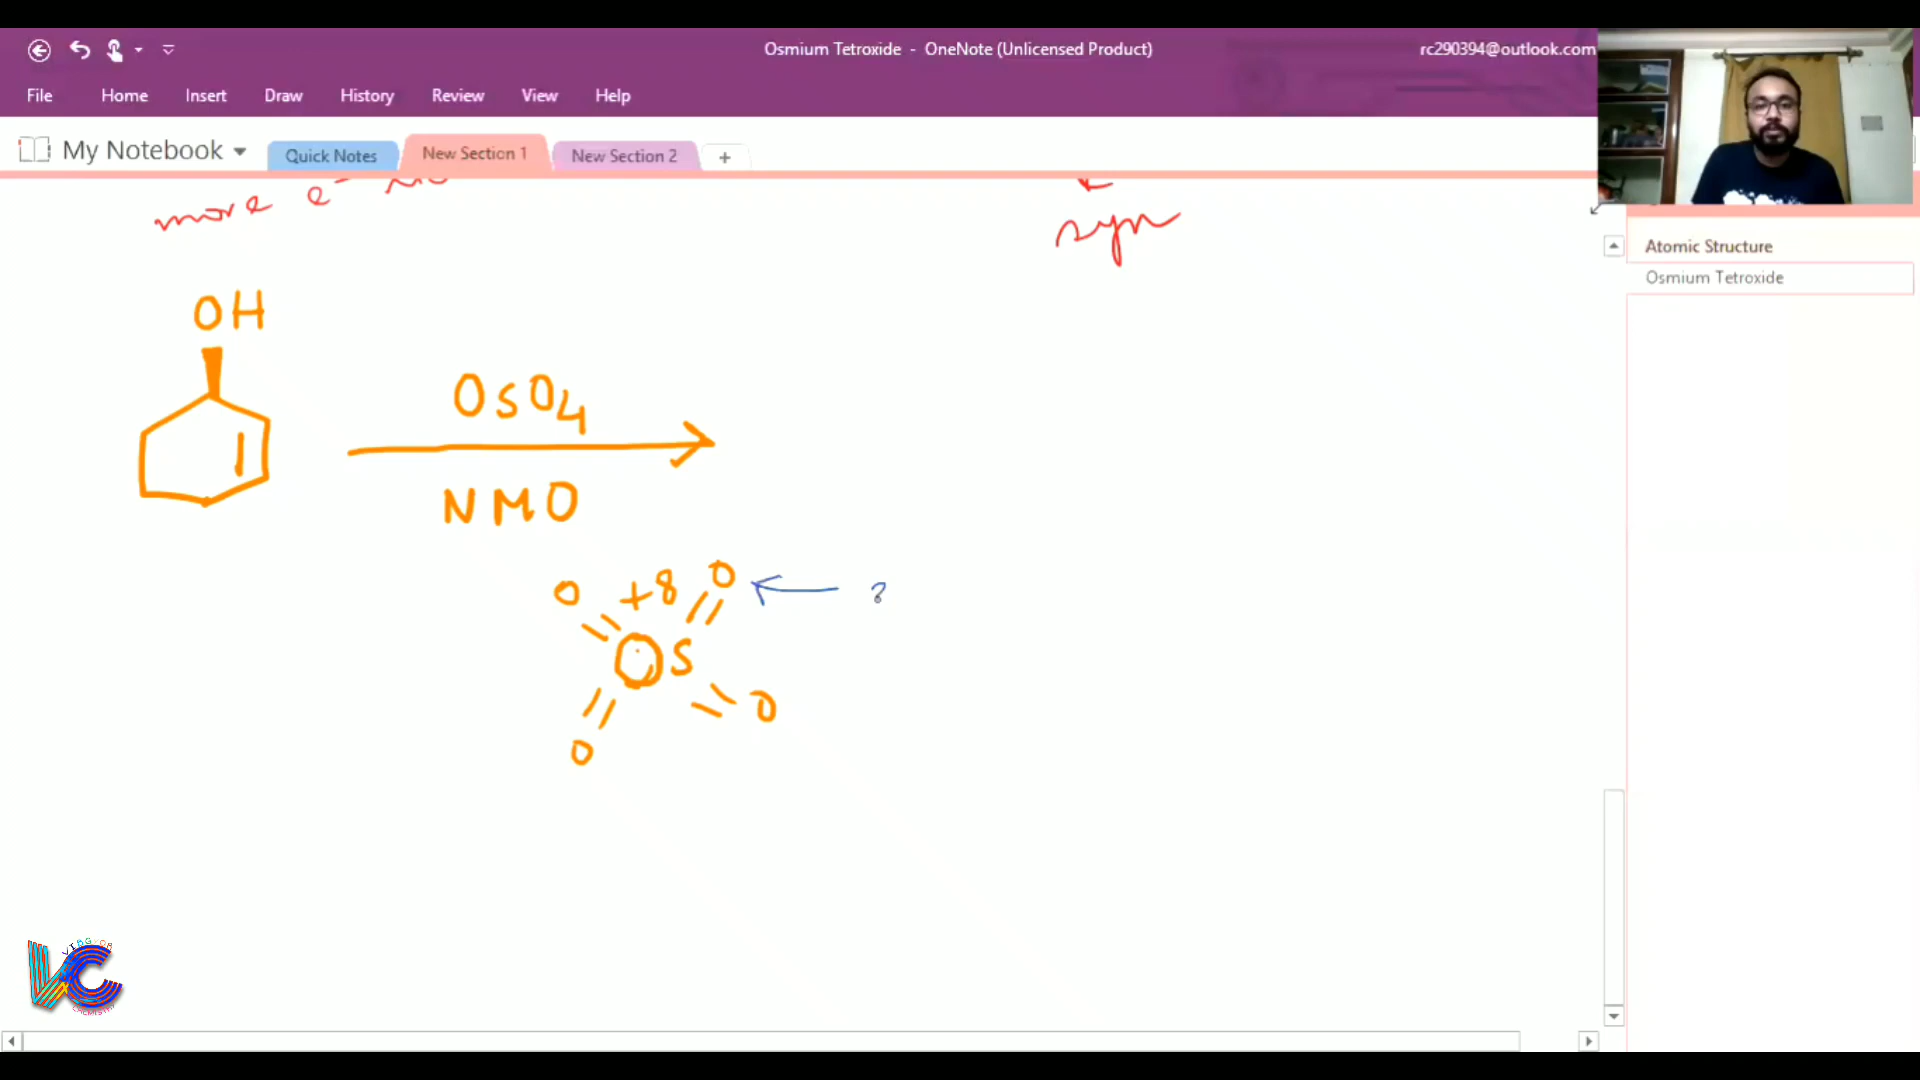 Osmium Tetroxide - OneNote (Unlicensed Product)
rc290394@outlook.com
File Home Insert Draw History Review View Help
My Notebook
Quick Notes
New Section 1
New Section 2
+
Atomic Structure
Osmium Tetroxide
more e-
syn
OH
OsO4
NMO
O +8 O
Os
O
O
VC